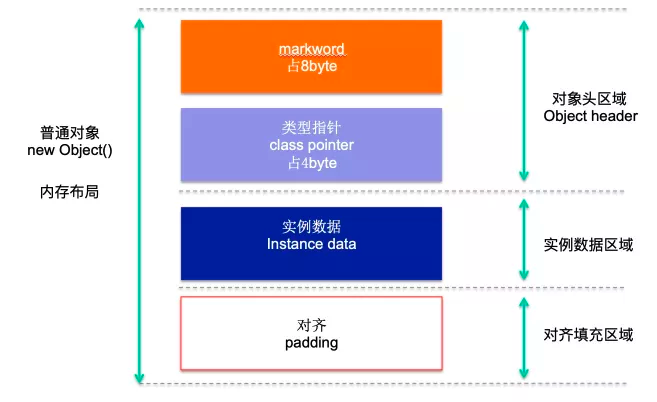 普通对象
new Object()
内存布局
markword
占8byte
类型指针
class pointer
占4byte
实例数据
Instance data
对齐
padding
对象头区域
Object header
实例数据区域
对齐填充区域